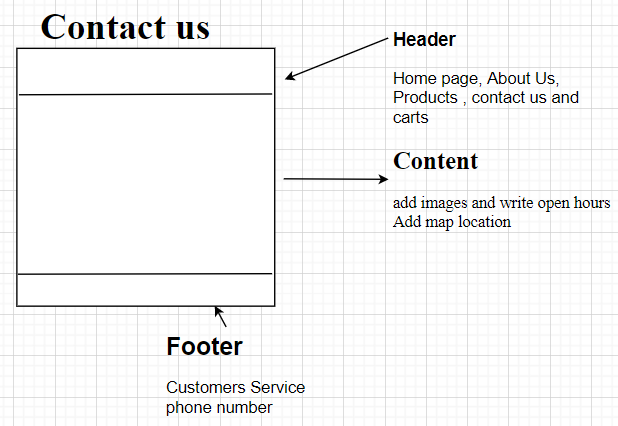 Contact us
Header
Home page, About Us,
Products , contact us and
carts
Content
add images and write open hours
Add map location
Footer
Customers Service
phone number